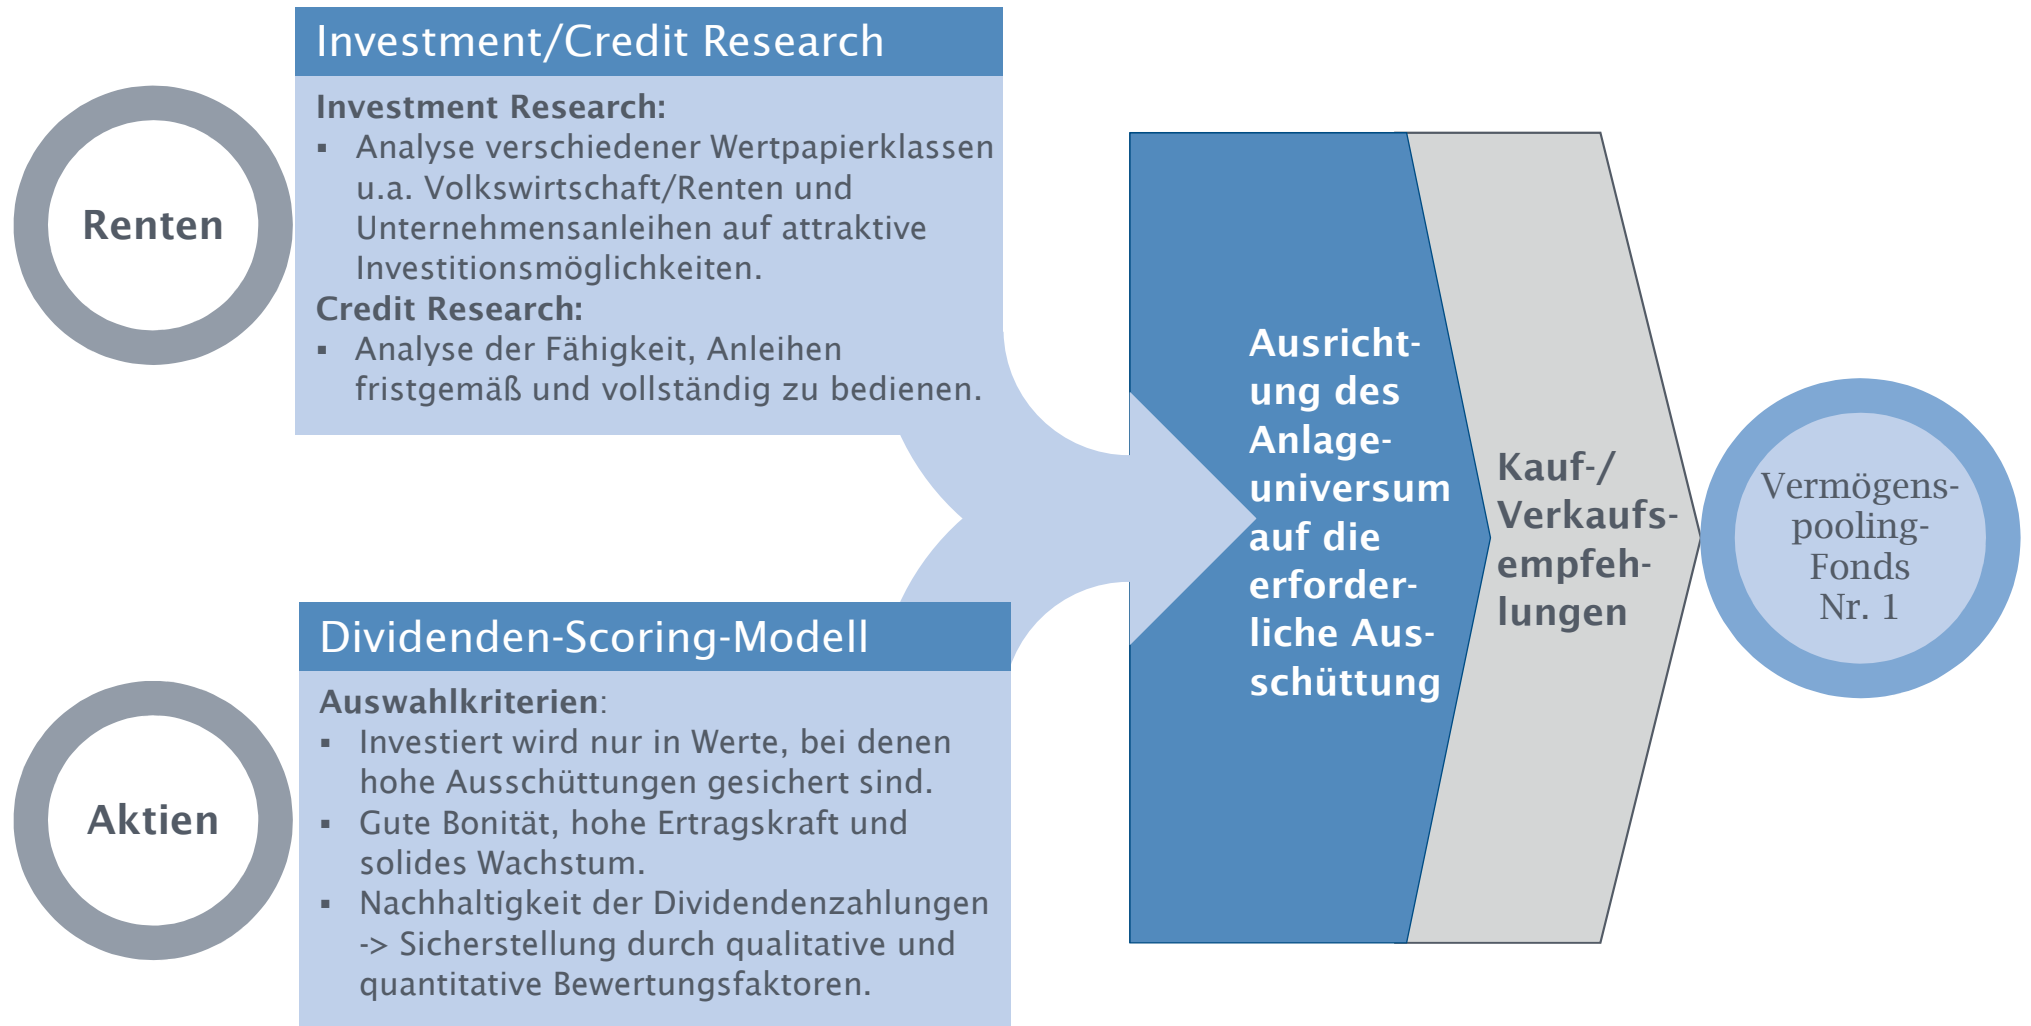 Investment/Credit Research
Renten
Investment Research:
▪ Analyse verschiedener Wertpapierklassen
u.a. Volkswirtschaft/Renten und
Unternehmensanleihen auf attraktive
Investitionsmöglichkeiten.
Credit Research:
▪ Analyse der Fähigkeit, Anleihen
fristgemäß und vollständig zu bedienen.
Dividenden-Scoring-Modell
Aktien
Auswahlkriterien:
▪ Investiert wird nur in Werte, bei denen
hohe Ausschüttungen gesichert sind.
▪ Gute Bonität, hohe Ertragskraft und
solides Wachstum.
▪ Nachhaltigkeit der Dividendenzahlungen
-> Sicherstellung durch qualitative und
quantitative Bewertungsfaktoren.
Ausricht-
ung des
Anlage-
universum
auf die
erforder-
liche Aus-
schüttung
Kauf-/
Verkaufs-
empfeh-
lungen
Vermögens-
pooling-
Fonds
Nr. 1